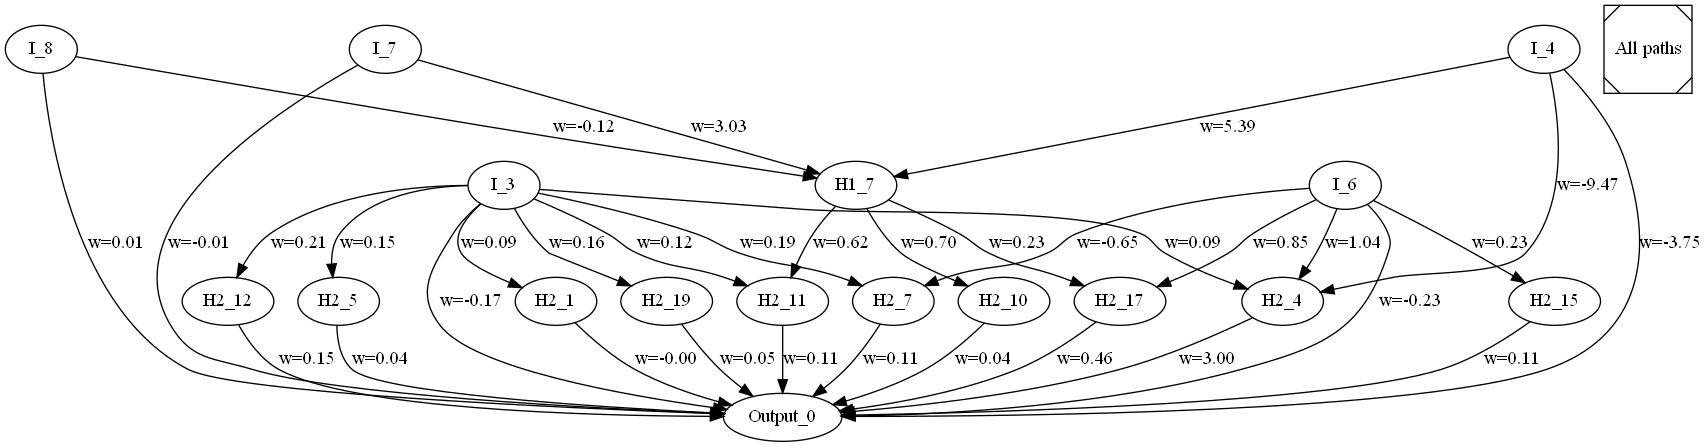 I_8
I_7
I_4
All paths
w=-0.12
w=3.03
w=5.39
I_3
H1_7
I_6
w=-9.47
w=0.01
w=-0.01
w=0.21
w=0.15
w=0.09
w=0.16
w=0.12
w=0.19
w=0.62
w=0.70
w=0.23
w=-0.65
w=0.09
w=0.85
w=1.04
w=0.23
w=-3.75
H2_12
H2_5
w=-0.17
H2_1
H2_19
H2_11
H2_7
H2_10
H2_17
H2_4
w=-0.23
H2_15
w=0.15
w=0.04
w=-0.00
w=0.05
w=0.11
w=0.11
w=0.04
w=0.46
w=3.00
w=0.11
Output_0